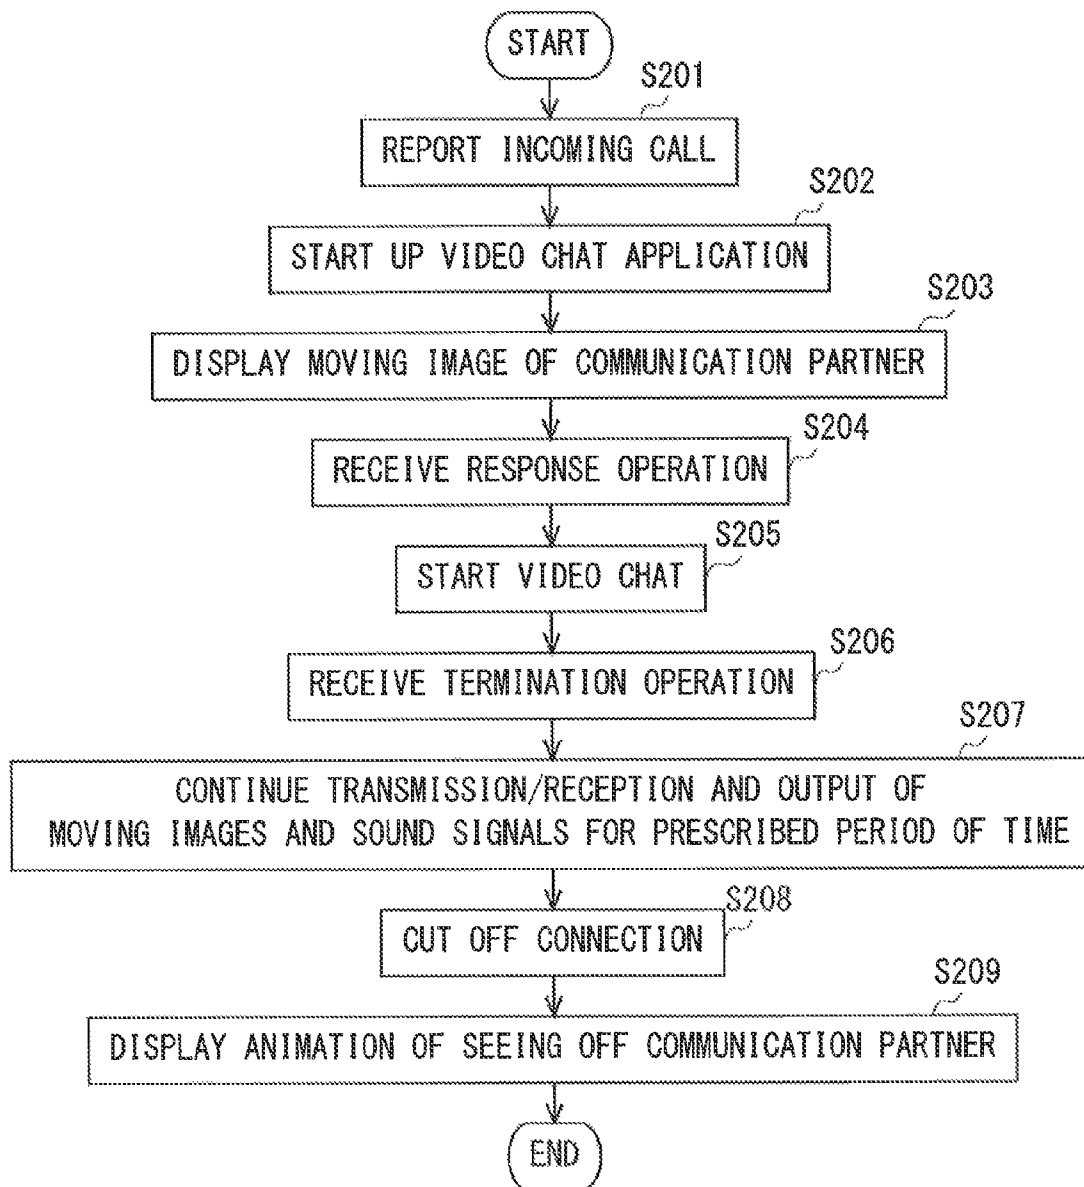 START
S201
REPORT INCOMING CALL
S202
START UP VIDEO CHAT APPLICATION
S203
DISPLAY MOVING IMAGE OF COMMUNICATION PARTNER
S204
RECEIVE RESPONSE OPERATION
S205
START VIDEO CHAT
S206
RECEIVE TERMINATION OPERATION
S207
CONTINUE TRANSMISSION/RECEPTION AND OUTPUT OF
MOVING IMAGES AND SOUND SIGNALS FOR PRESCRIBED PERIOD OF TIME
S208
CUT OFF CONNECTION
S209
DISPLAY ANIMATION OF SEEING OFF COMMUNICATION PARTNER
END